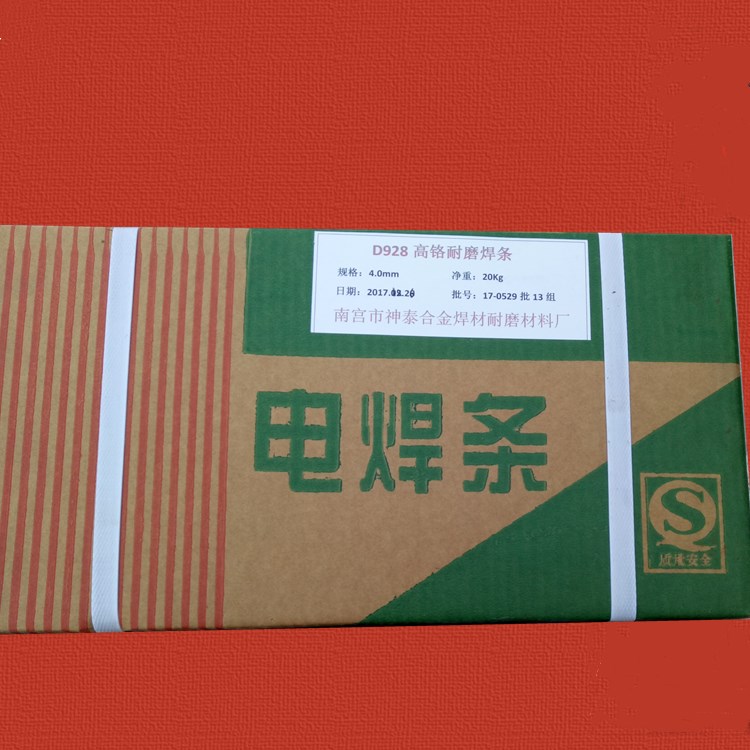 D928 高铬耐磨焊条
规格：4.0mm 净重：20Kg
日期： 批号：17-0529 批 13 组
南宫市神泰合金焊材耐磨材料厂
电焊条
QS
质量安全